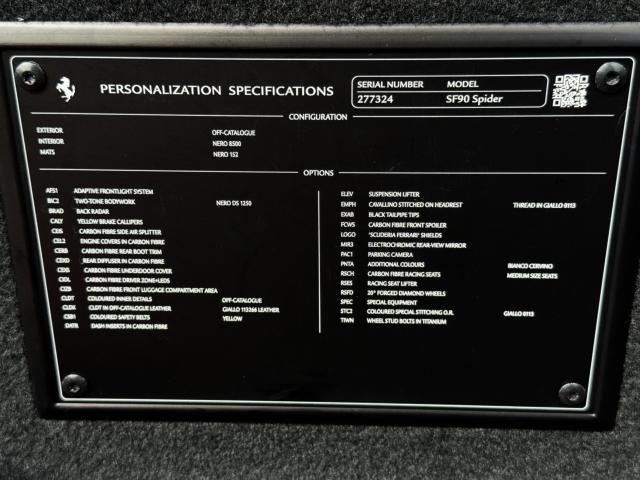 PERSONALIZATION SPECIFICATIONS
SERIAL NUMBER MODEL
277324 SF90 Spider
CONFIGURATION
EXTERIOR OFF-CATALOGUE
INTERIOR NERO 8500
MATS NERO 152
OPTIONS
AFS1 ADAPTIVE FRONTLIGHT SYSTEM
BIC2 TWO-TONE BODYWORK NERO DS 1250
BRAD BACK RADAR
CALY YELLOW BRAKE CALLIPERS
CEIS CARBON FIBRE SIDE AIR SPLITTER
CEL2 ENGINE COVERS IN CARBON FIBRE
CERB CARBON FIBRE REAR BOOT TRIM
CEXD REAR DIFFUSER IN CARBON FIBRE
CARBON FIBRE UNDERDOOR COVER
CIDL CARBON FIBRE DRIVER ZONE+LEDS
CIZB CARBON FIBRE FRONT LUGGAGE COMPARTMENT AREA
CLDT COLOURED INNER DETAILS OFF-CATALOGUE
CLDX CLDT IN OFF-CATALOGUE LEATHER GIALLO 113266 LEATHER
CSB1 COLOURED SAFETY BELTS YELLOW
DATR DASH INSERTS IN CARBON FIBRE
ELEV SUSPENSION LIFTER
EMPH CAVALLINO STITCHED ON HEADREST THREAD IN GIALLO 0113
EXAB BLACK TAILPIPE TIPS
FCWS CARBON FIBRE FRONT SPOILER
LOGO "SCUDERIA FERRARI" SHIELDS
MIR3 ELECTROCHROMIC REAR-VIEW MIRROR
PAC1 PARKING CAMERA
PNTA ADDITIONAL COLOURS BIANCO CERVINO
RSCH CARBON FIBRE RACING SEATS MEDIUM SIZE SEATS
RSES RACING SEAT LIFTER
RSFD 20" FORGED DIAMOND WHEELS
SPEC SPECIAL EQUIPMENT
STC2 COLOURED SPECIAL STITCHING O.R. GIALLO 0113
TIWN WHEEL STUD BOLTS IN TITANIUM